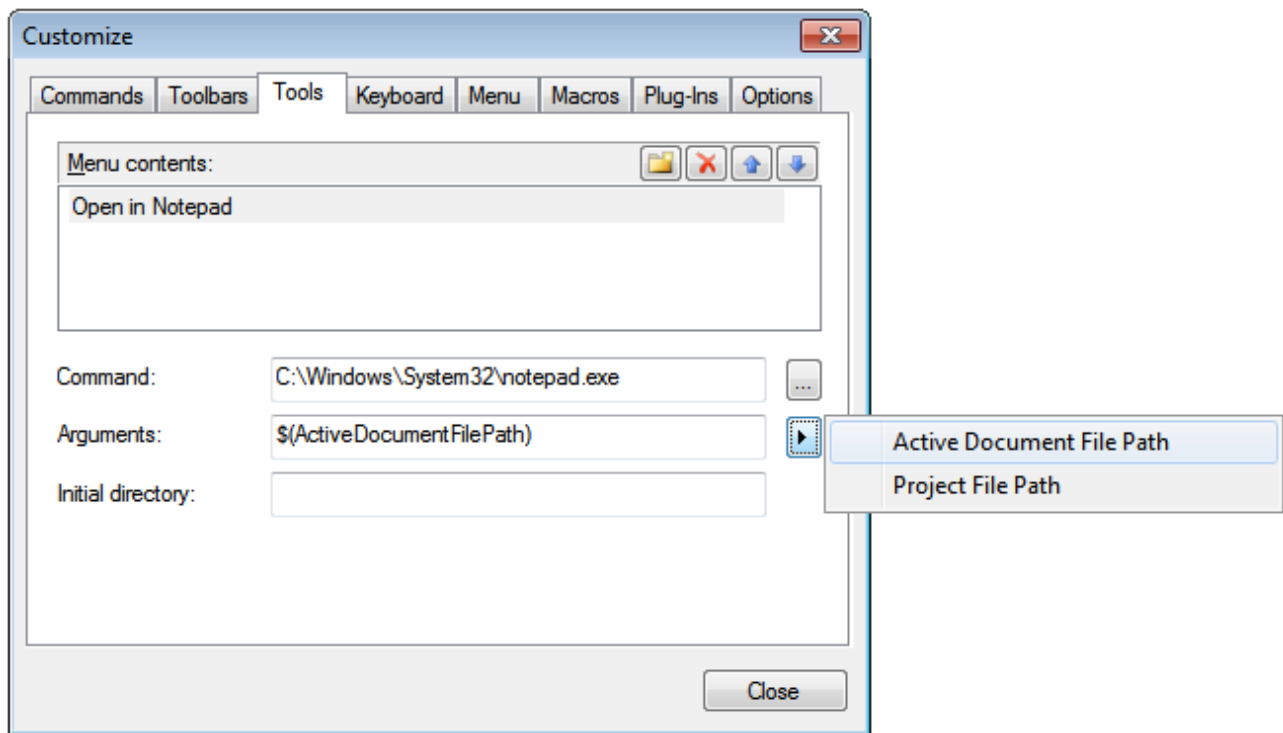 Customize
Commands Toolbars Tools Keyboard Menu Macros Plug-Ins Options
Menu contents:
Open in Notepad
Command: C:\Windows\System32\notepad.exe ...
Arguments: $(ActiveDocumentFilePath)
Active Document File Path
Project File Path
Initial directory:
Close